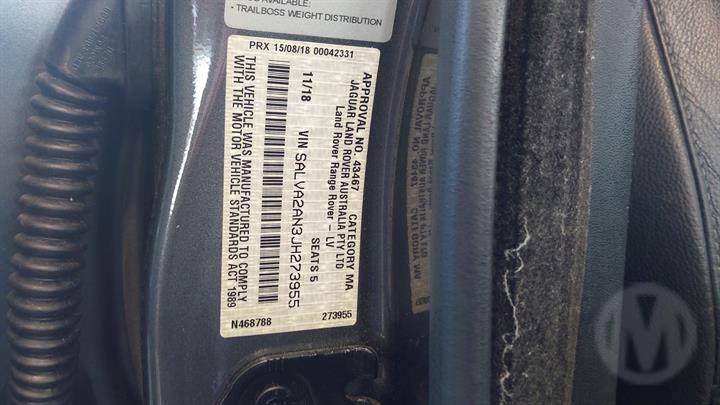 AVAILABLE:
- TRAILBOSS WEIGHT DISTRIBUTION
PRX 15/08/18 00042331
APPROVAL NO. 43467 CATEGORY MA
JAGUAR LAND ROVER AUSTRALIA PTY LTD
Land Rover Range Rover - LV
11/18 SEATS 5
VIN SALVA2AN3JH273955
THIS VEHICLE WAS MANUFACTURED TO COMPLY
WITH THE MOTOR VEHICLE STANDARDS ACT 1989
N468788 273955
M